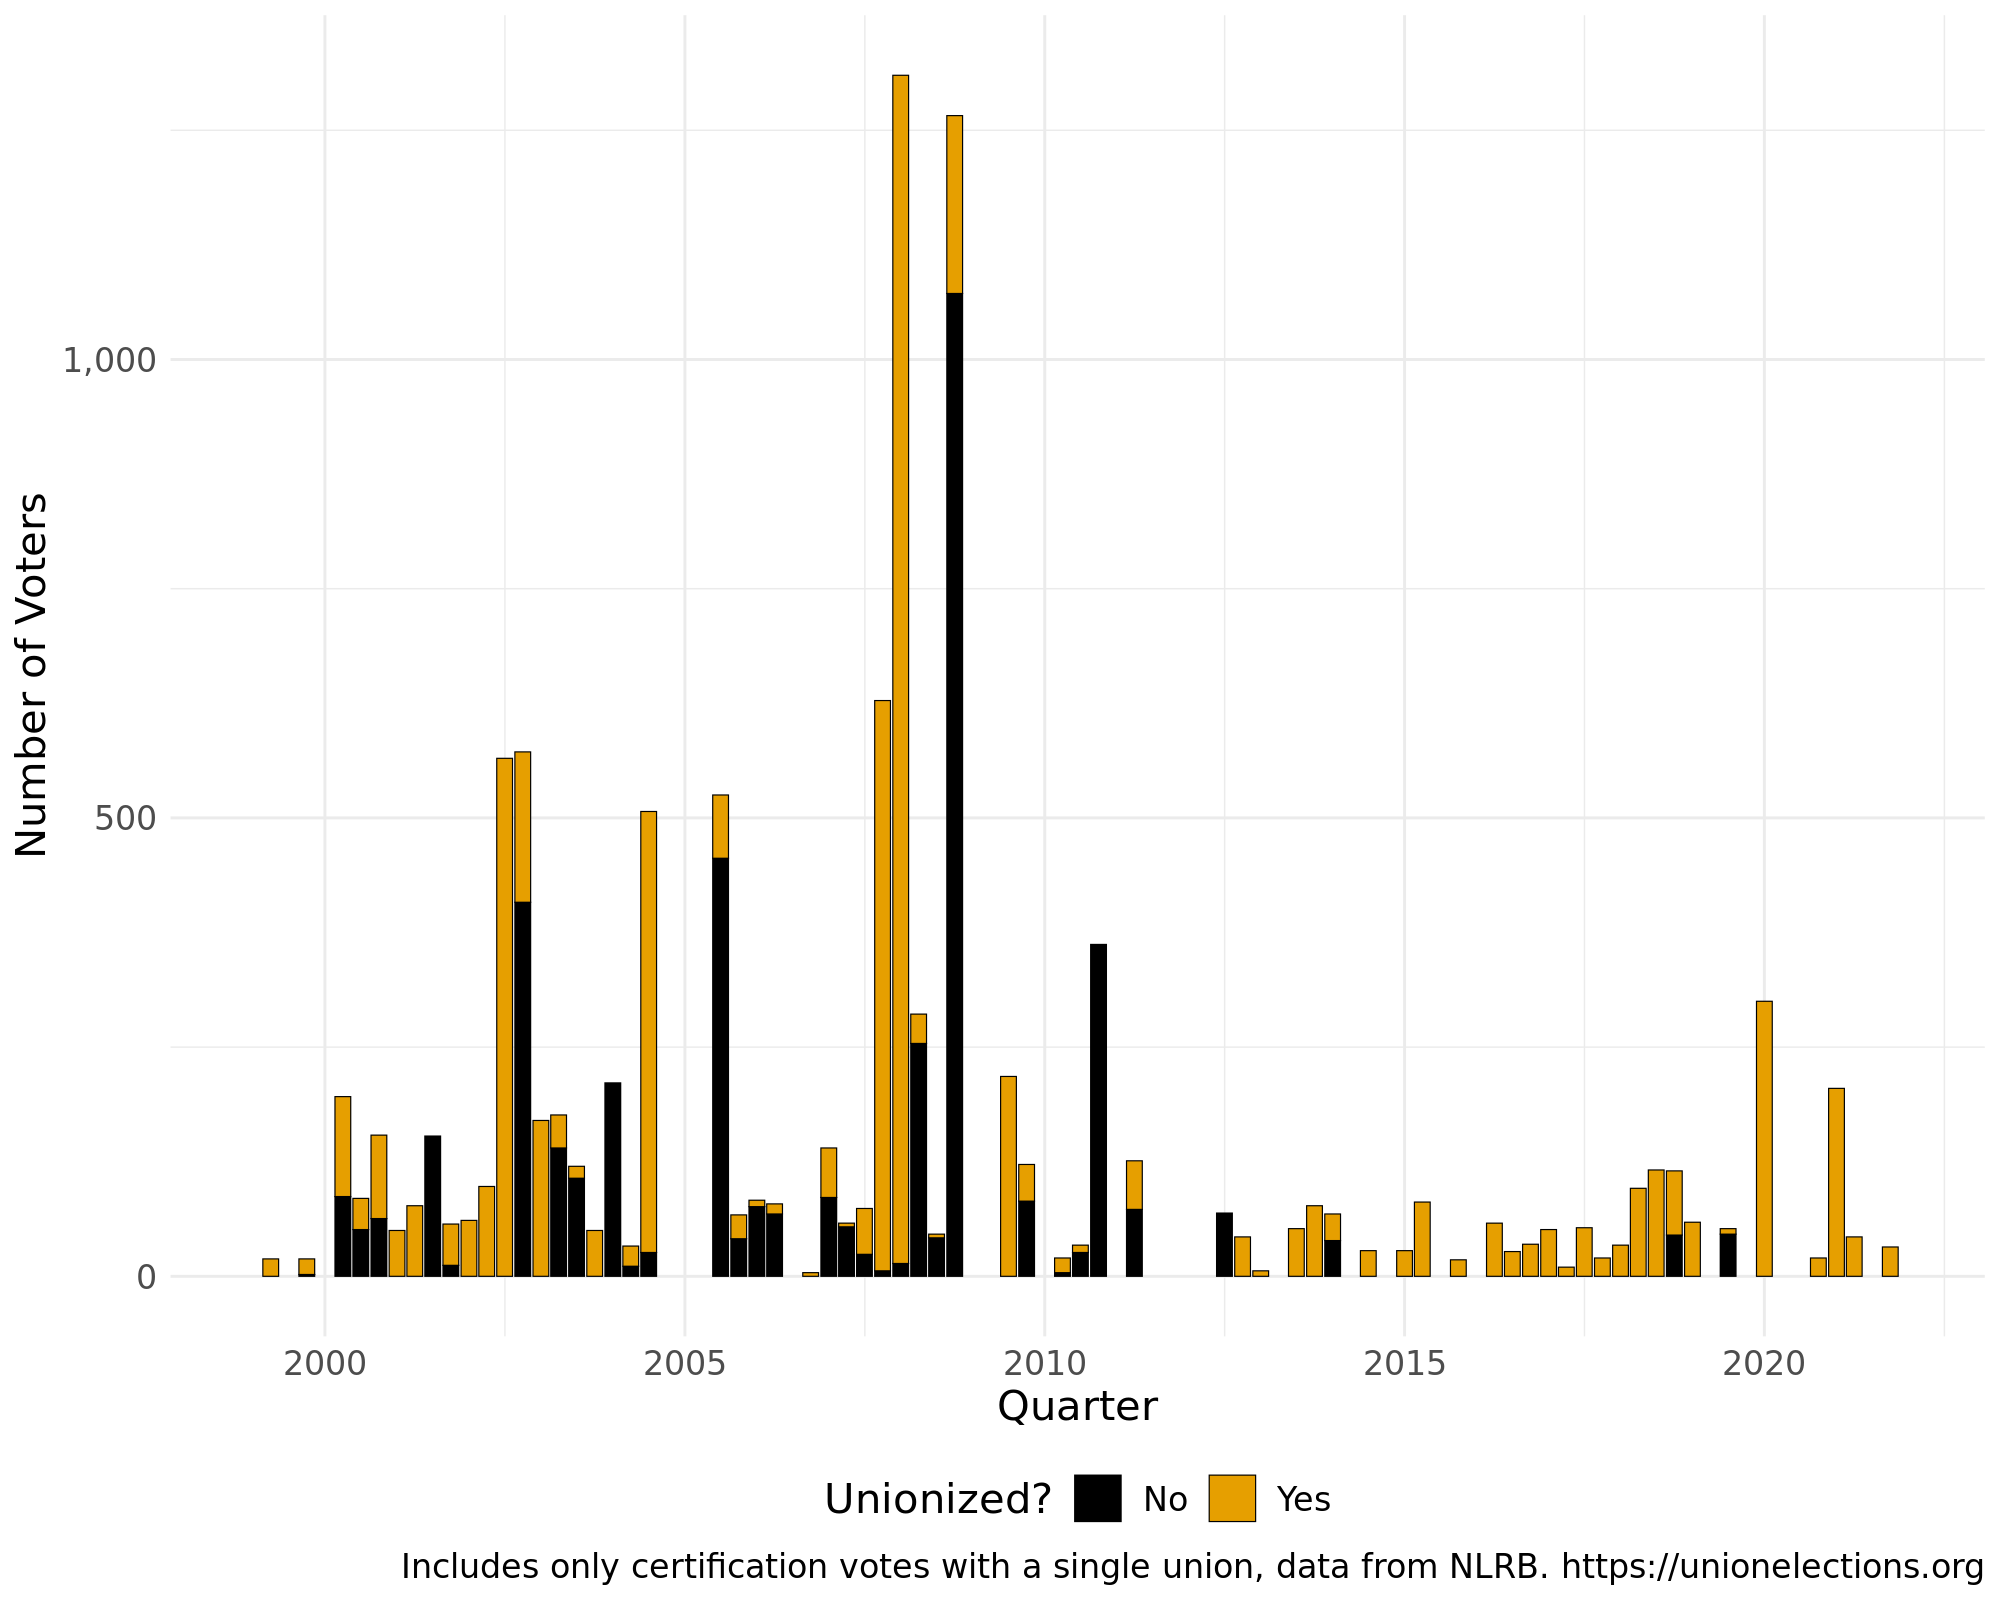 1,000
500
0
Number of Voters
2000 2005 2010 2015 2020
Quarter
Unionized? No Yes
Includes only certification votes with a single union, data from NLRB. https://unionelections.org